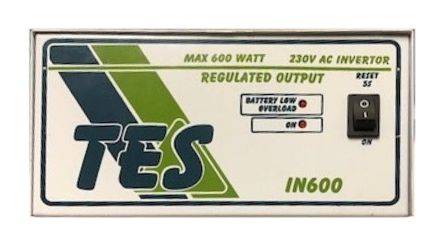 MAX 600 WATT 230V AC INVERTOR
REGULATED OUTPUT
RESET
5S
BATTERY LOW
OVERLOAD
ON
ON
TES
IN600